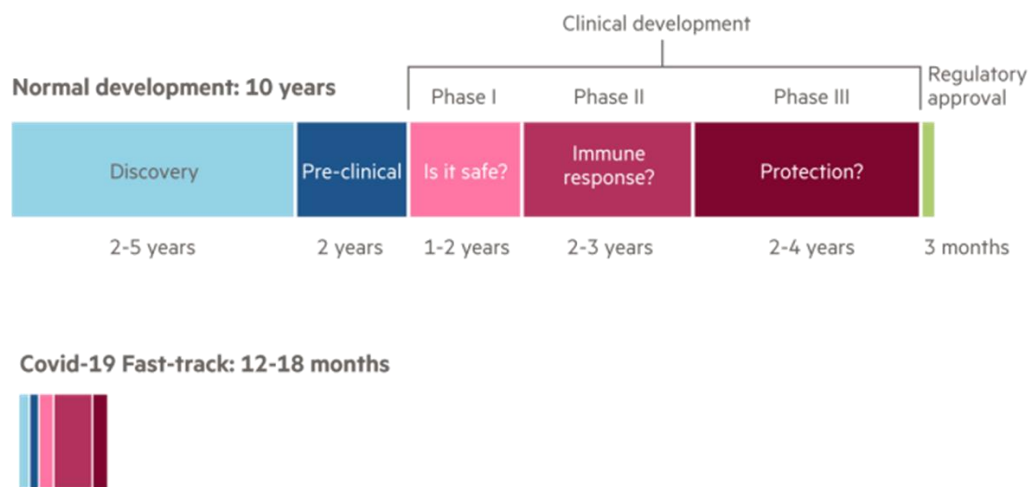 Clinical development
Normal development: 10 years
Phase I
Phase II
Phase III
Regulatory
approval
Discovery
Pre-clinical
Is it safe?
Immune
response?
Protection?
2-5 years
2 years
1-2 years
2-3 years
2-4 years
3 months
Covid-19 Fast-track: 12-18 months